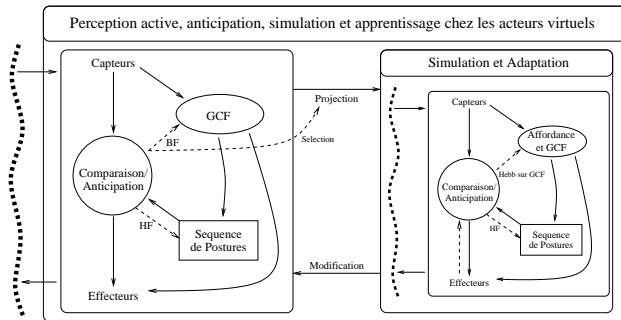 Perception active, anticipation, simulation et apprentissage chez les acteurs virtuels
Capteurs
GCF
BF
Comparaison/
Anticipation
HF
Sequence
de Postures
Effecteurs
Projection
Selection
Modification
Simulation et Adaptation
Capteurs
Affordance
et GCF
Hebb sur GCF
Comparaison/
Anticipation
HF
Sequence
de Postures
Effecteurs